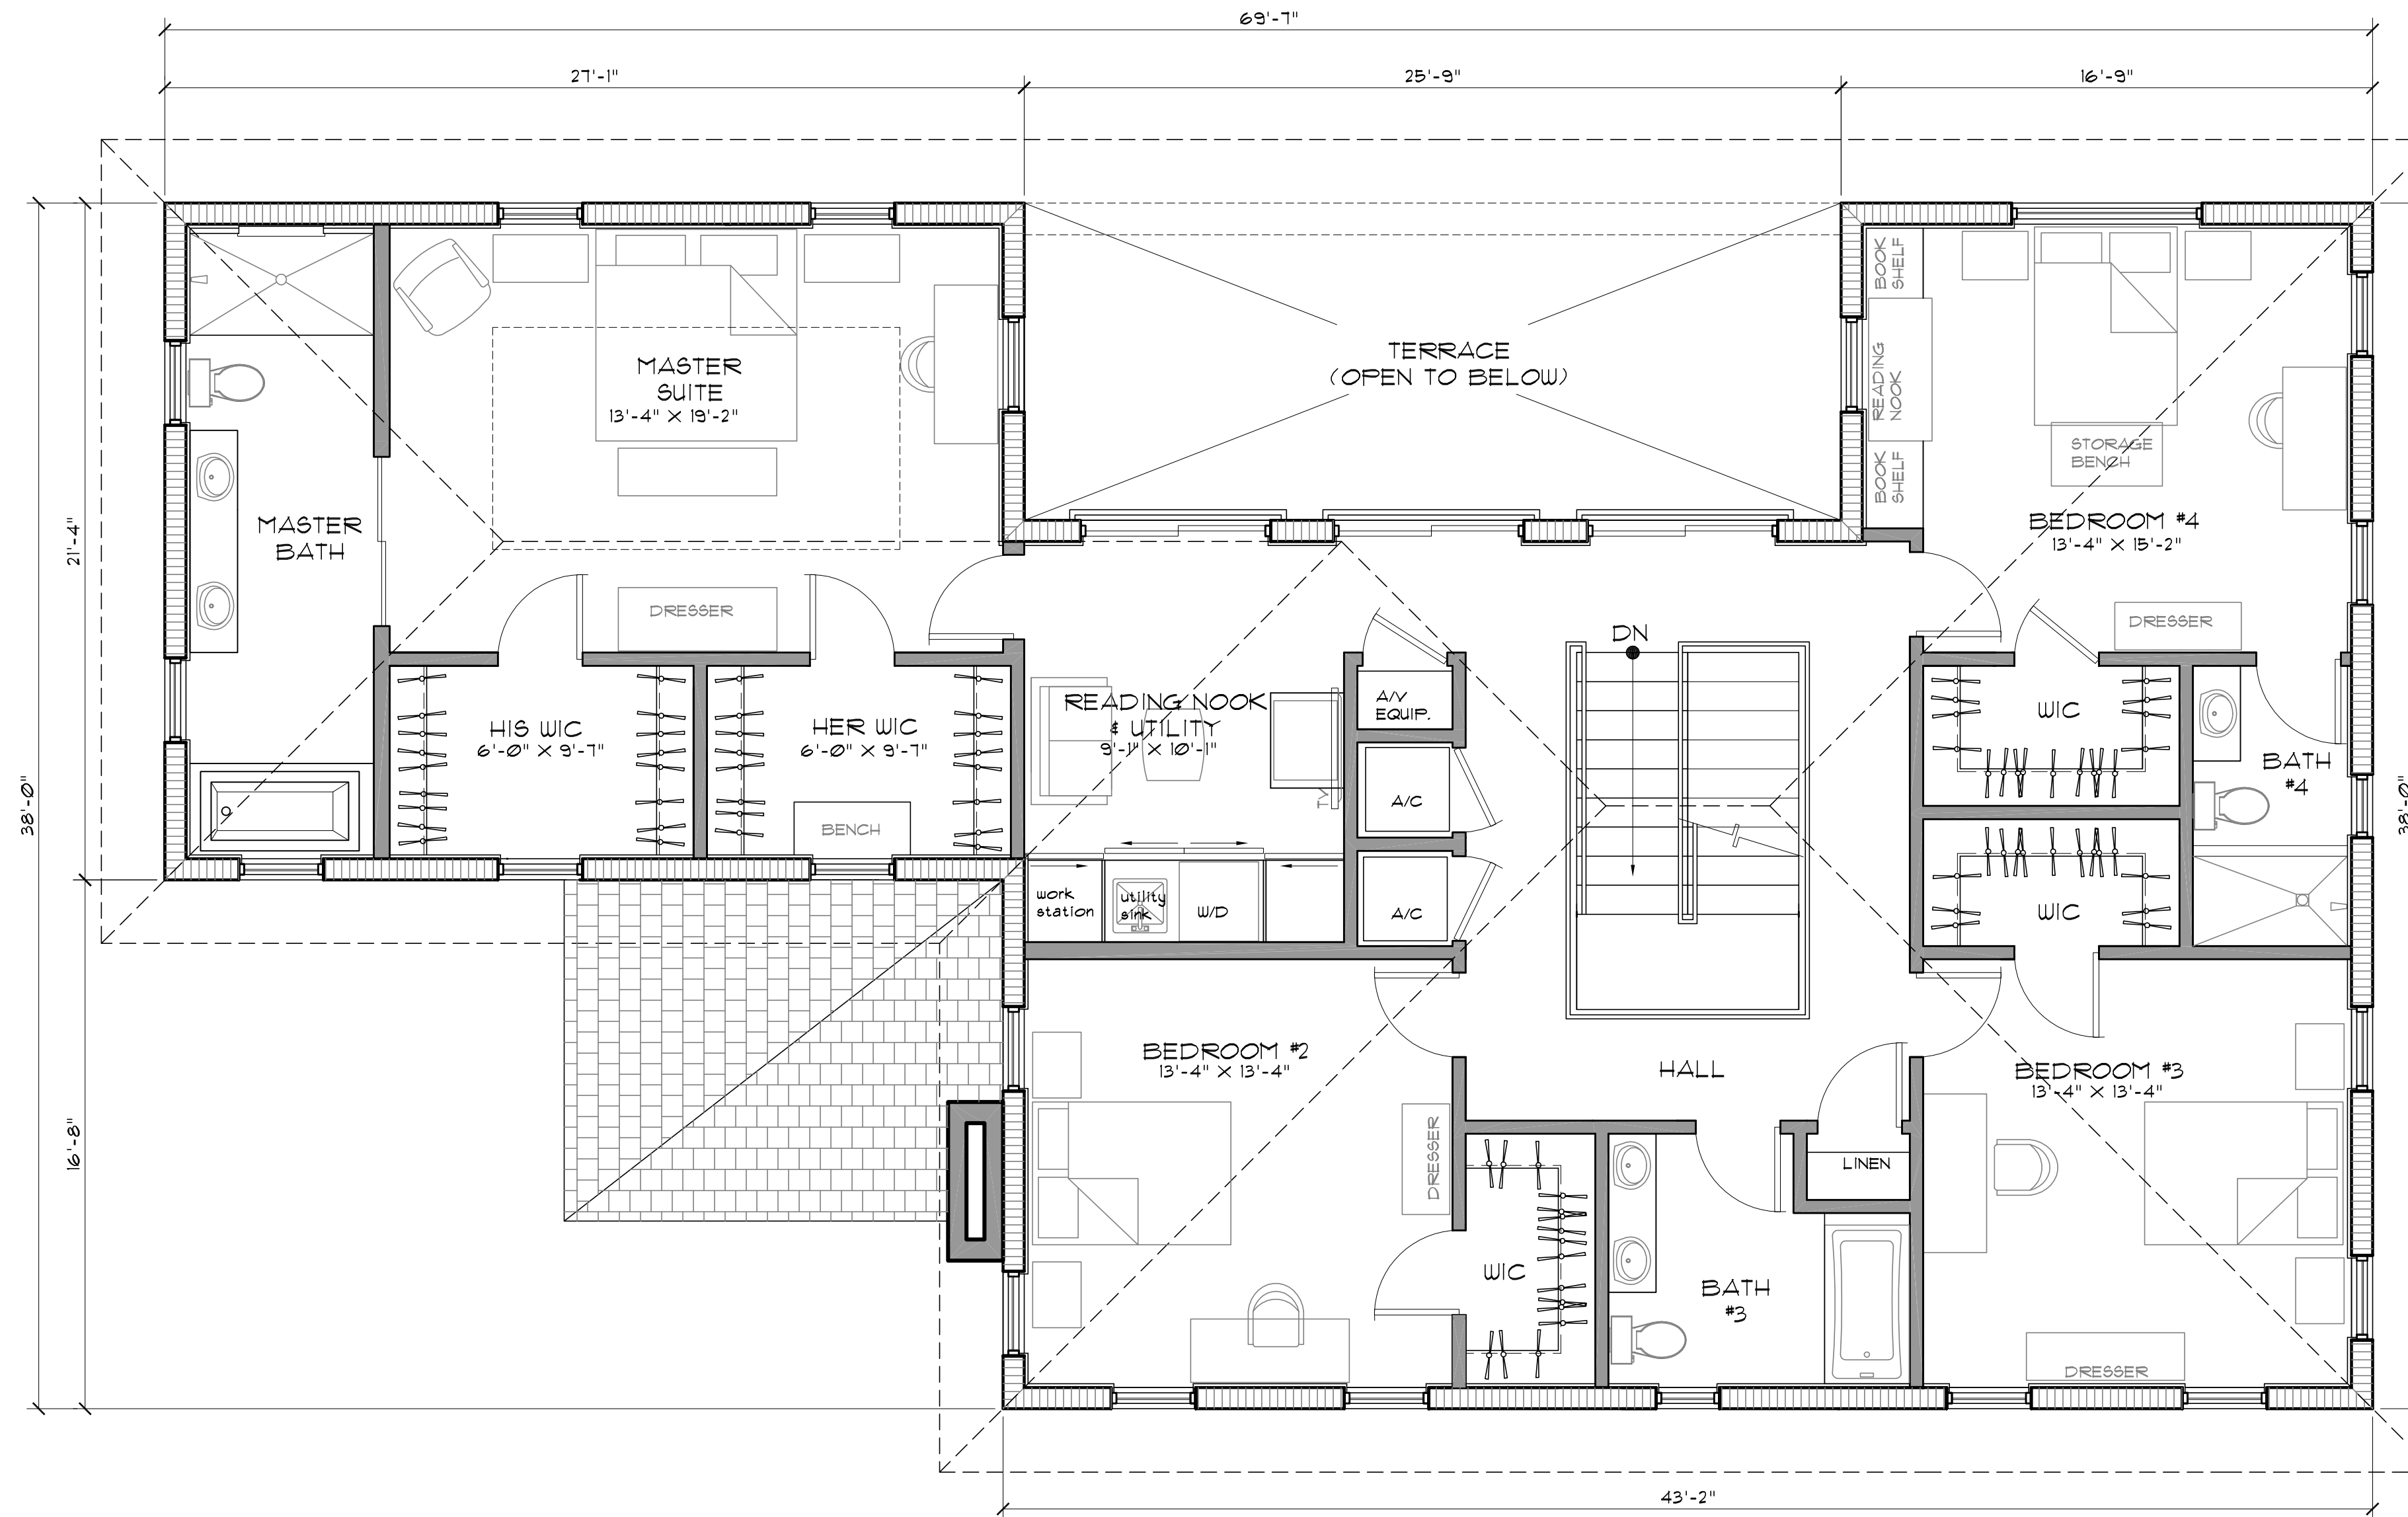 69'-7"
27'-1"
25'-9"
16'-9"
BOOK
SHELF
TERRACE
(OPEN TO BELOW)
MASTER
SUITE
13'-4" X 19'-2"
READING
NOOK
STORAGE
BENCH
BOOK
SHELF
MASTER
BATH
BEDROOM #4
13'-4" X 15'-2"
21'-4"
DRESSER
DN
DRESSER
READING NOOK
& UTILITY
9'-1" X 10'-1"
A/V
EQUIP.
WIC
HIS WIC
6'-0" X 9'-7"
HER WIC
6'-0" X 9'-7"
BATH
#4
38'-0"
TV
A/C
38'-0"
BENCH
work
station
utility
sink
W/D
A/C
WIC
BEDROOM #2
13'-4" X 13'-4"
HALL
BEDROOM #3
13'-4" X 13'-4"
16'-8"
DRESSER
LINEN
WIC
BATH
#3
DRESSER
43'-2"